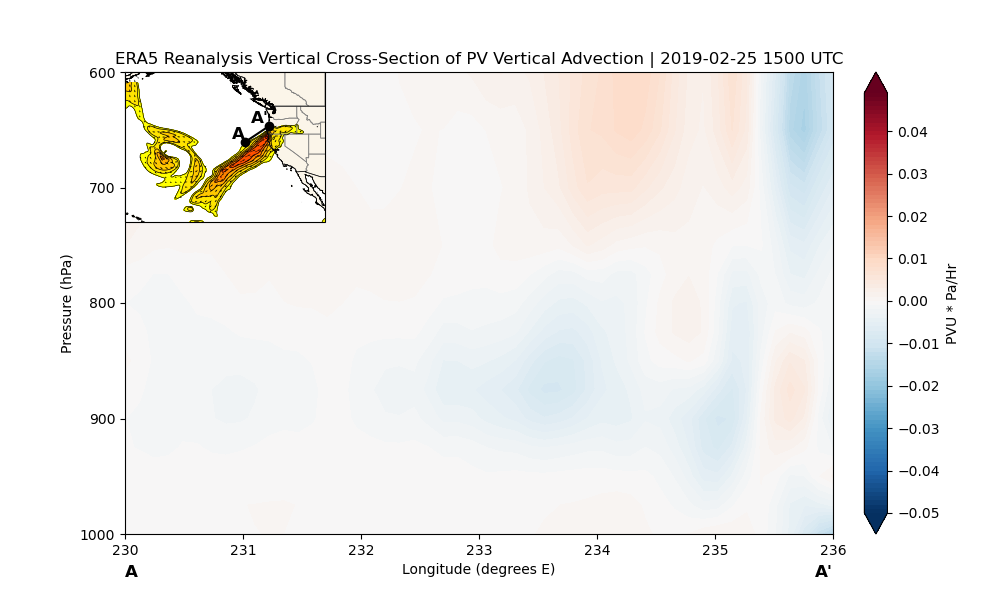 ERA5 Reanalysis Vertical Cross-Section of PV Vertical Advection | 2019-02-25 1500 UTC
600
700
800
900
1000
Pressure (hPa)
A
A'
230
231
232
233
234
235
236
Longitude (degrees E)
A
A'
0.04
0.03
0.02
0.01
0.00
−0.01
−0.02
−0.03
−0.04
−0.05
PVU * Pa/Hr